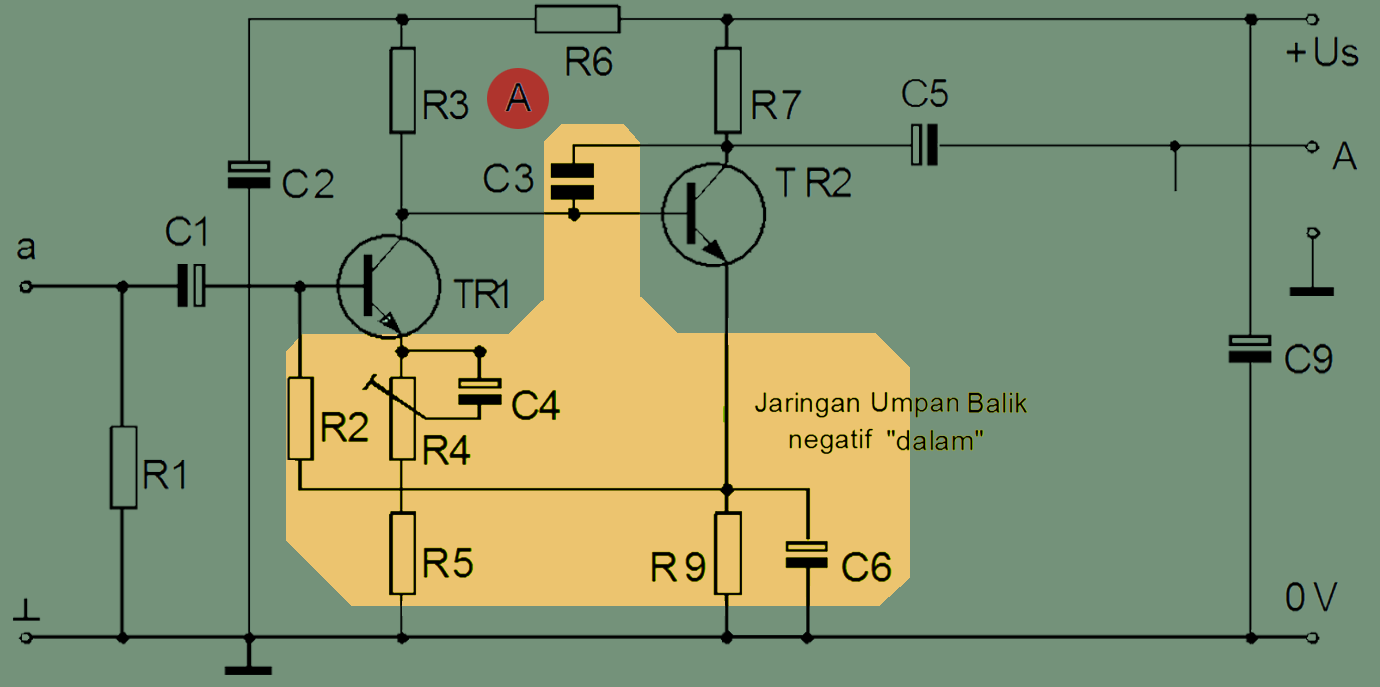 R6
+Us
R3
A
R7
C5
C3
TR2
A
C2
C1
a
TR1
C9
C4
R2
R4
Jaringan Umpan Balik
negatif "dalam"
R1
R5
R9
C6
0V